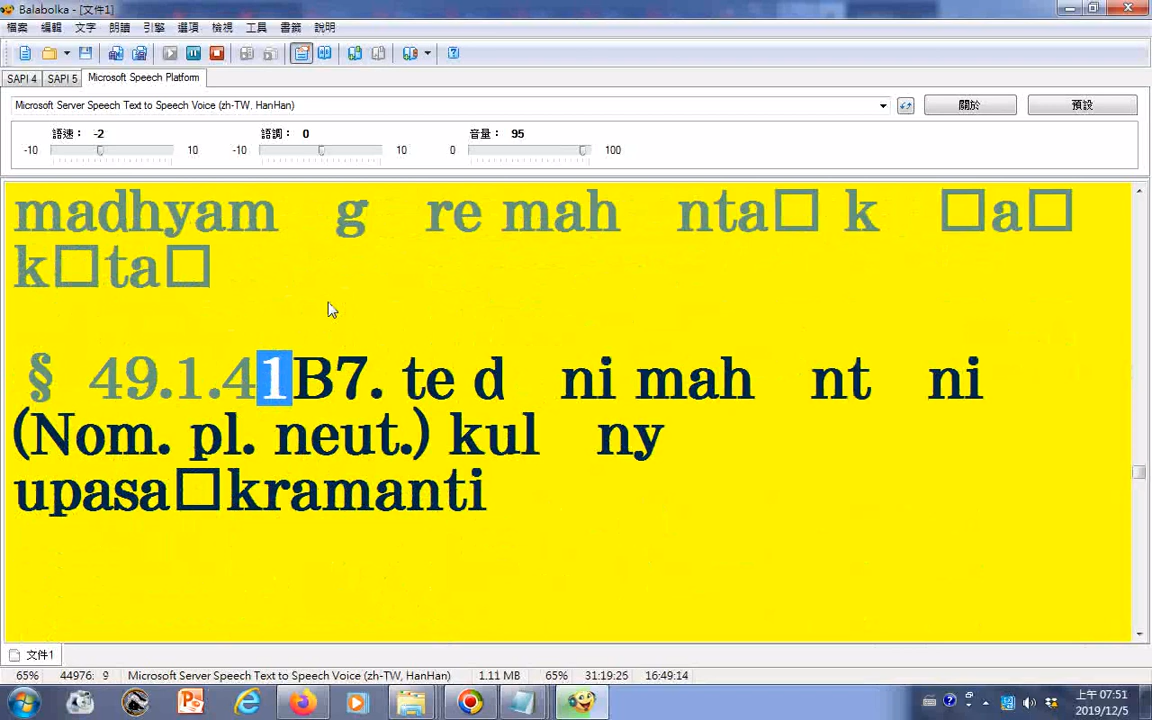 Balabolka - [文件1]
檔案 編輯 文字 朗讀 引擎 選項 檢視 工具 書籤 說明
SAPI 4 SAPI 5 Microsoft Speech Platform
Microsoft Server Speech Text to Speech Voice (zh-TW, HanHan) 關於 預設
語速： -2 語調： 0 音量： 95
-10 10 -10 10 0 100
madhyam g re mah nta□ k □a□
k□ta□
§ 49.1.41B7. te d ni mah nt ni
(Nom. pl. neut.) kul ny
upasa□kramanti
文件1
65% 44976: 9 Microsoft Server Speech Text to Speech Voice (zh-TW, HanHan) 1.11 MB 65% 31:19:25 16:49:14
上午 07:51
2019/12/5